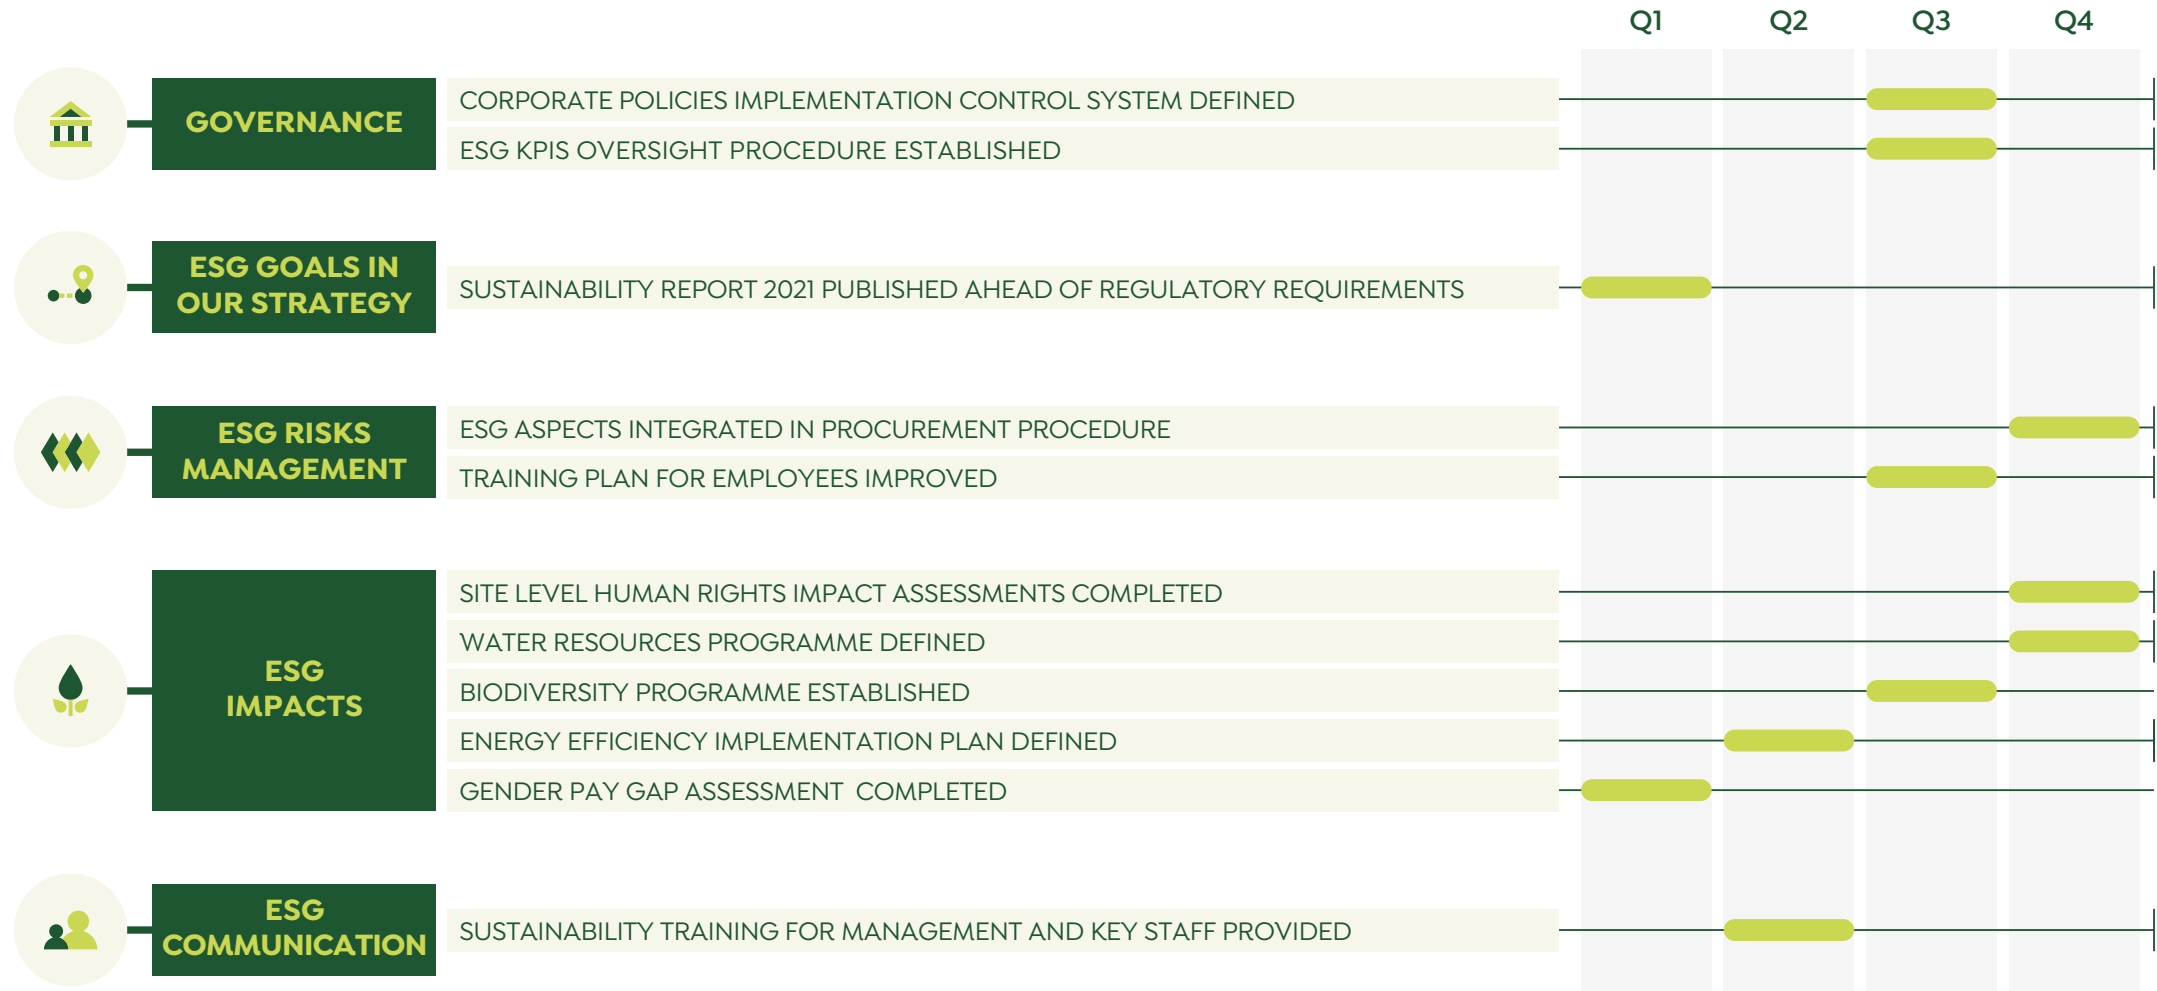 Q1 Q2 Q3 Q4
GOVERNANCE
CORPORATE POLICIES IMPLEMENTATION CONTROL SYSTEM DEFINED
ESG KPIS OVERSIGHT PROCEDURE ESTABLISHED
ESG GOALS IN
OUR STRATEGY
SUSTAINABILITY REPORT 2021 PUBLISHED AHEAD OF REGULATORY REQUIREMENTS
ESG RISKS
MANAGEMENT
ESG ASPECTS INTEGRATED IN PROCUREMENT PROCEDURE
TRAINING PLAN FOR EMPLOYEES IMPROVED
ESG
IMPACTS
SITE LEVEL HUMAN RIGHTS IMPACT ASSESSMENTS COMPLETED
WATER RESOURCES PROGRAMME DEFINED
BIODIVERSITY PROGRAMME ESTABLISHED
ENERGY EFFICIENCY IMPLEMENTATION PLAN DEFINED
GENDER PAY GAP ASSESSMENT  COMPLETED
ESG
COMMUNICATION
SUSTAINABILITY TRAINING FOR MANAGEMENT AND KEY STAFF PROVIDED